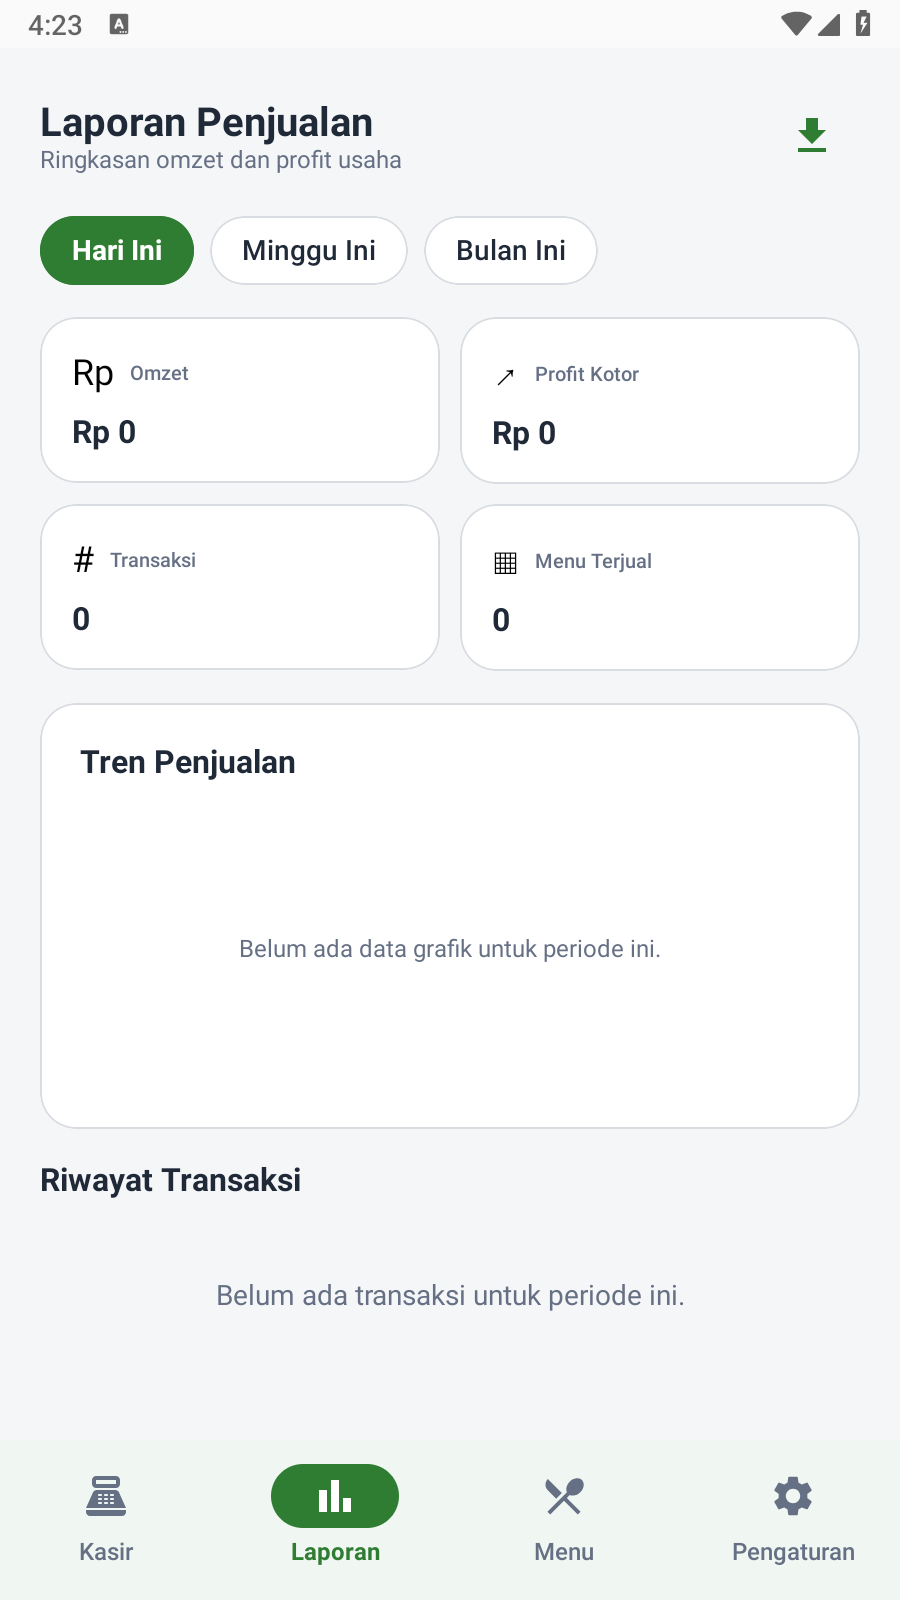 4:23
Laporan Penjualan
Ringkasan omzet dan profit usaha
Hari Ini
Minggu Ini
Bulan Ini
Rp Omzet
Rp 0
Profit Kotor
Rp 0
# Transaksi
0
Menu Terjual
0
Tren Penjualan
Belum ada data grafik untuk periode ini.
Riwayat Transaksi
Belum ada transaksi untuk periode ini.
Kasir
Laporan
Menu
Pengaturan